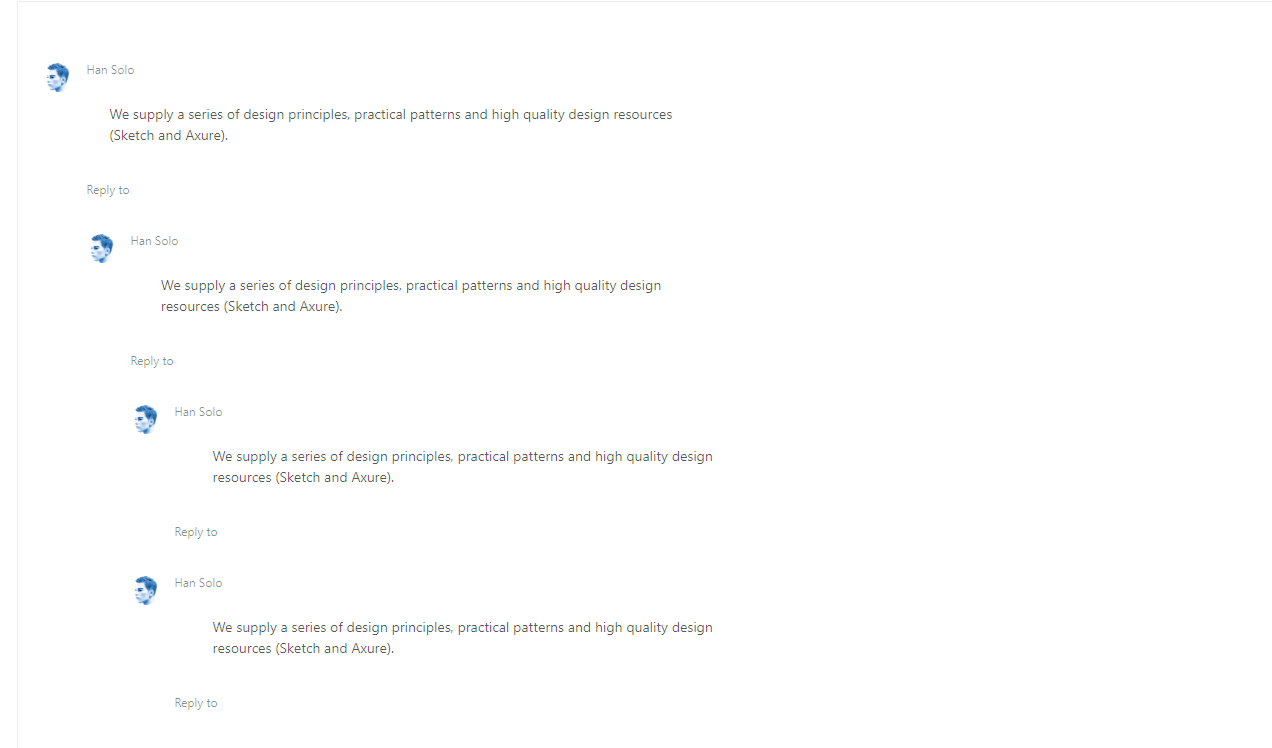 Han Solo
We supply a series of design principles, practical patterns and high quality design resources
(Sketch and Axure).
Reply to
Han Solo
We supply a series of design principles, practical patterns and high quality design
resources (Sketch and Axure).
Reply to
Han Solo
We supply a series of design principles, practical patterns and high quality design
resources (Sketch and Axure).
Reply to
Han Solo
We supply a series of design principles, practical patterns and high quality design
resources (Sketch and Axure).
Reply to